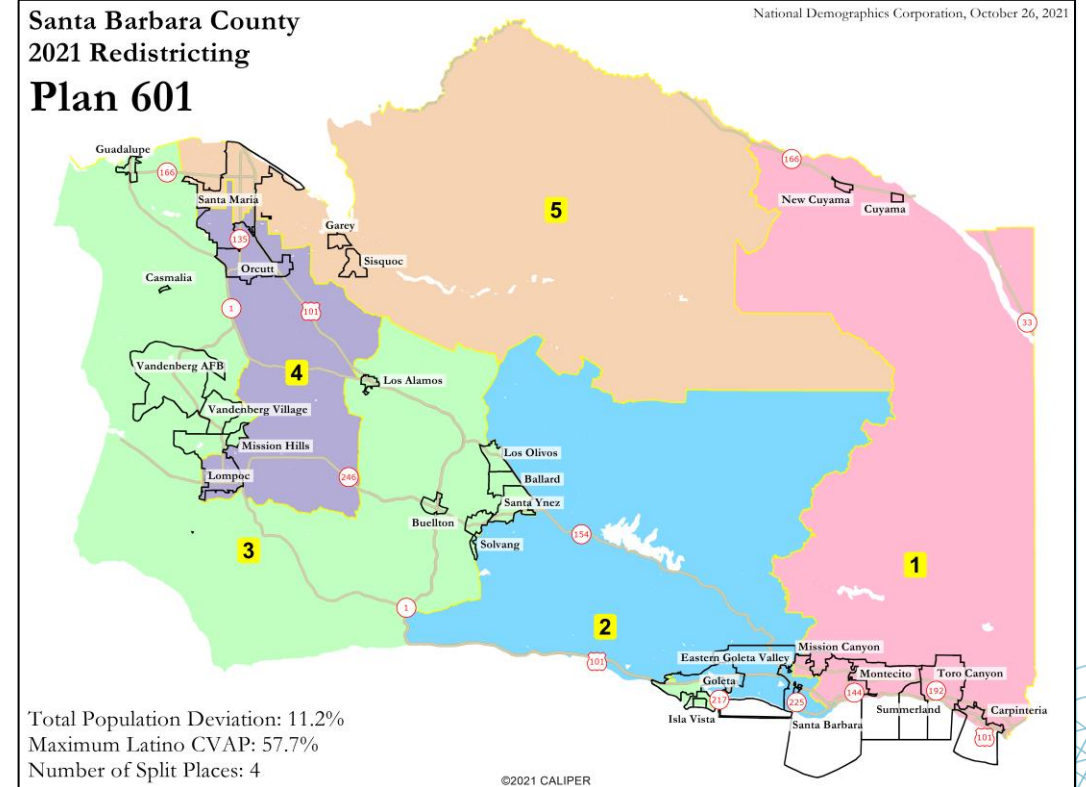 Santa Barbara County
2021 Redistricting
Plan 601
National Demographics Corporation, October 26, 2021
Guadalupe
166
Santa Maria
135
Orcutt
Garey
Sisquoc
Casmalia
1
101
5
166
New Cuyama
Cuyama
33
Vandenberg AFB
4
Los Alamos
Vandenberg Village
Mission Hills
Lompoc
246
Los Olivos
Ballard
Santa Ynez
Buellton
Solvang
154
3
1
1
2
101
Mission Canyon
Eastern Goleta Valley
Montecito
Toro Canyon
Goleta
217
225
144
192
Isla Vista
Santa Barbara
Summerland
Carpinteria
101
Total Population Deviation: 11.2%
Maximum Latino CVAP: 57.7%
Number of Split Places: 4
©2021 CALIPER